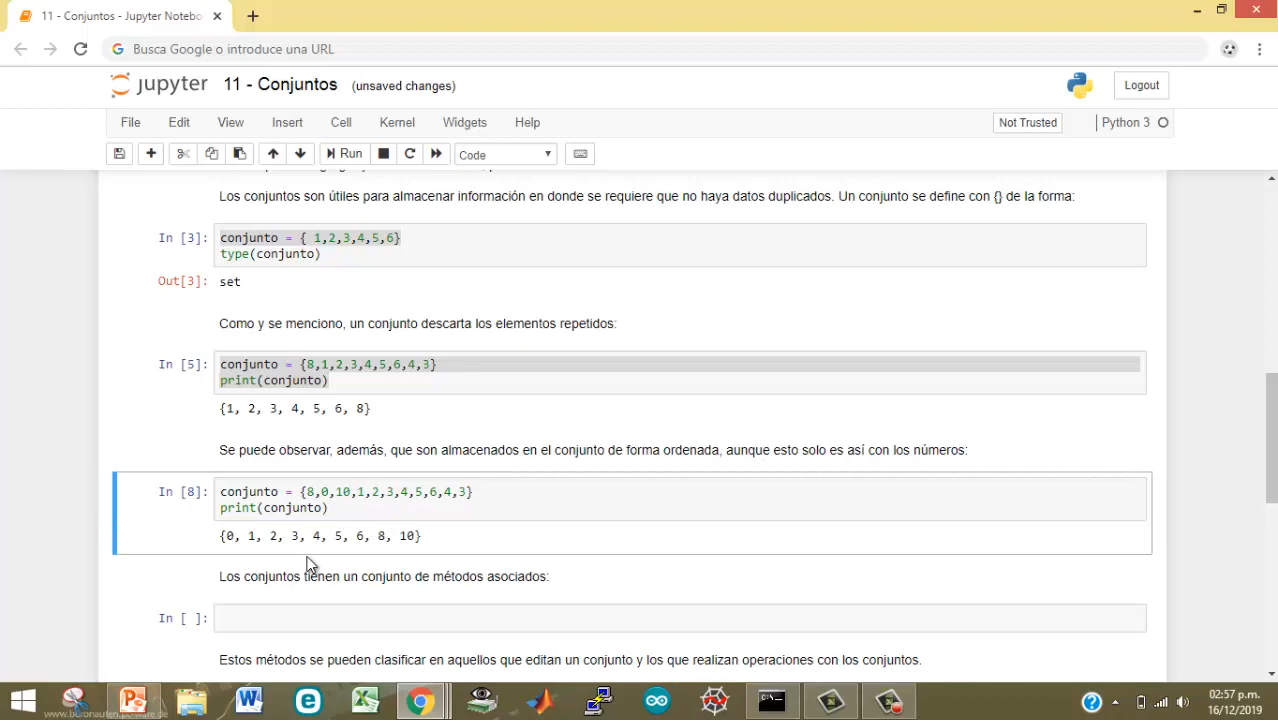 11 - Conjuntos - Jupyter Notebo
Busca Google o introduce una URL
jupyter 11 - Conjuntos (unsaved changes)
Logout
File Edit View Insert Cell Kernel Widgets Help
Not Trusted
Python 3
Run
Code
Los conjuntos son útiles para almacenar información en donde se requiere que no haya datos duplicados. Un conjunto se define con {} de la forma:
In [3]: conjunto = { 1,2,3,4,5,6}
type(conjunto)
Out[3]: set
Como y se menciono, un conjunto descarta los elementos repetidos:
In [5]: conjunto = {8,1,2,3,4,5,6,4,3}
print(conjunto)
{1, 2, 3, 4, 5, 6, 8}
Se puede observar, además, que son almacenados en el conjunto de forma ordenada, aunque esto solo es así con los números:
In [8]: conjunto = {8,0,10,1,2,3,4,5,6,4,3}
print(conjunto)
{0, 1, 2, 3, 4, 5, 6, 8, 10}
Los conjuntos tienen un conjunto de métodos asociados:
In [ ]:
Estos métodos se pueden clasificar en aquellos que editan un conjunto y los que realizan operaciones con los conjuntos.
02:57 p.m.
16/12/2019